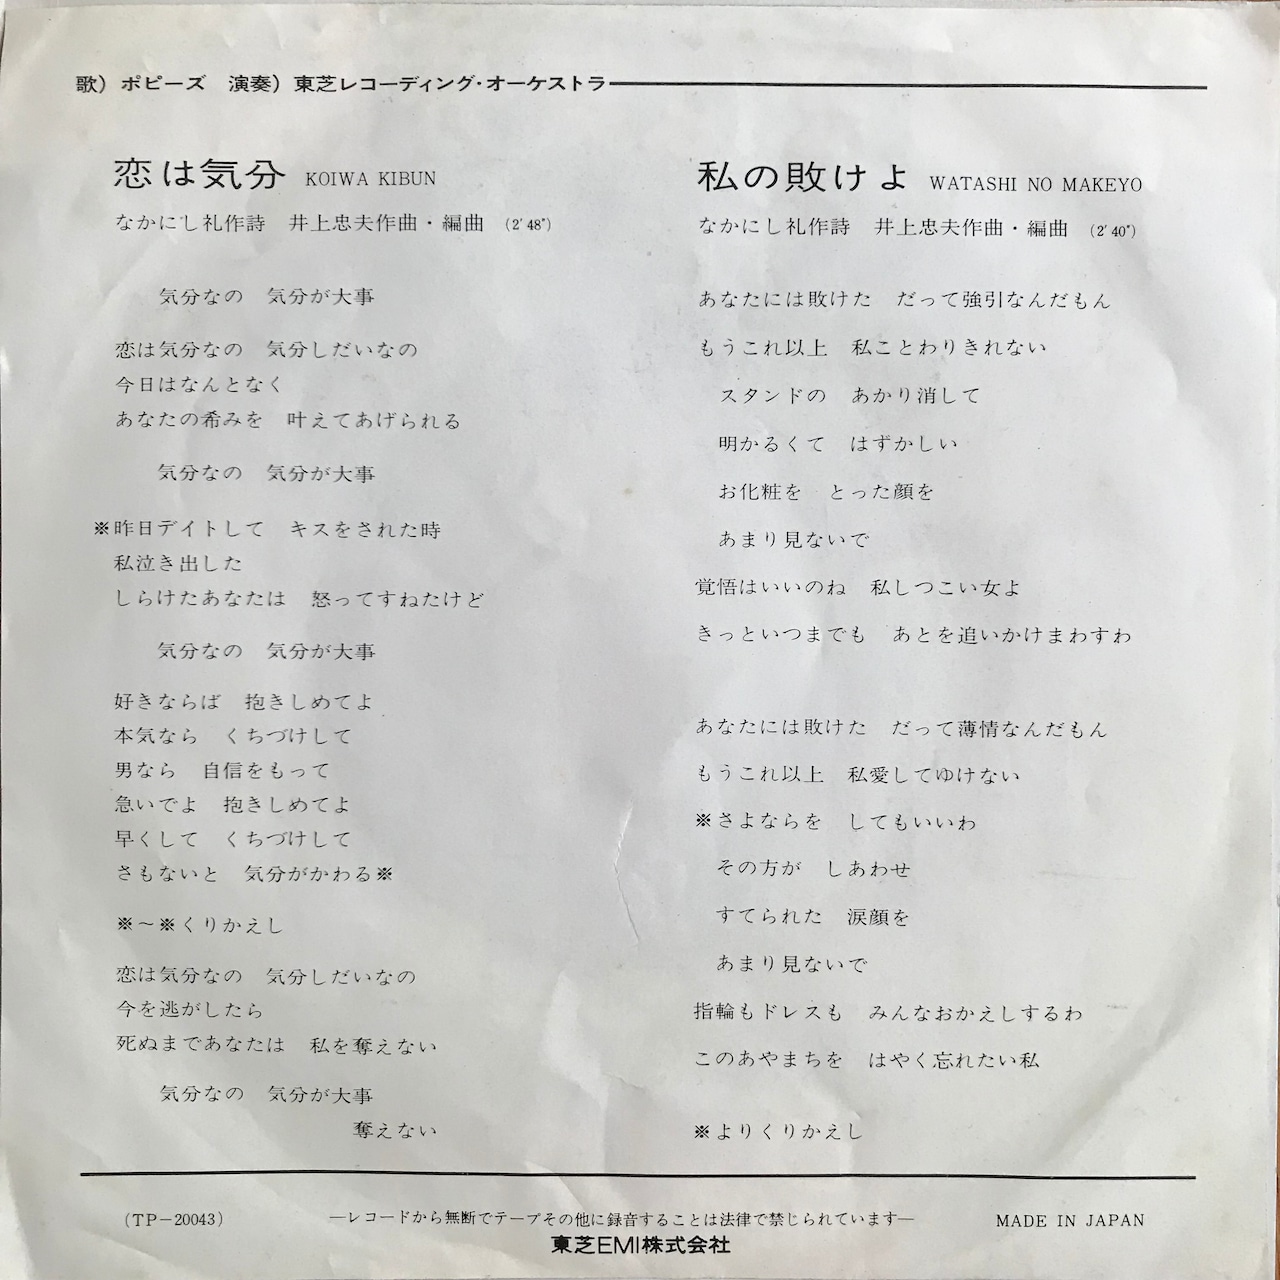 歌）ポピーズ　演奏）東芝レコーディング・オーケストラ
恋は気分　KOIWA KIBUN
なかにし礼作詩　井上忠夫作曲・編曲　（2′48″）
気分なの　気分が大事
恋は気分なの　気分しだいなの
今日はなんとなく
あなたの希みを　叶えてあげられる
気分なの　気分が大事
※昨日デイトして　キスをされた時
私泣き出した
しらけたあなたは　怒ってすねたけど
気分なの　気分が大事
好きならば　抱きしめてよ
本気なら　くちづけして
男なら　自信をもって
急いでよ　抱きしめてよ
早くして　くちづけして
さもないと　気分がかわる※
※～※くりかえし
恋は気分なの　気分しだいなの
今を逃がしたら
死ぬまであなたは　私を奪えない
気分なの　気分が大事
奪えない
私の敗けよ　WATASHI NO MAKEYO
なかにし礼作詩　井上忠夫作曲・編曲　（2′40″）
あなたには敗けた　だって強引なんだもん
もうこれ以上　私ことわりきれない
スタンドの　あかり消して
明かるくて　はずかしい
お化粧を　とった顔を
あまり見ないで
覚悟はいいのね　私しつこい女よ
きっといつまでも　あとを追いかけまわすわ
あなたには敗けた　だって薄情なんだもん
もうこれ以上　私愛してゆけない
※さよならを　してもいいわ
その方が　しあわせ
すてられた　涙顔を
あまり見ないで
指輪もドレスも　みんなおかえしするわ
このあやまちを　はやく忘れたい私
※よりくりかえし
（TP－20043）　―レコードから無断でテープその他に録音することは法律で禁じられています―　MADE IN JAPAN
東芝EMI株式会社